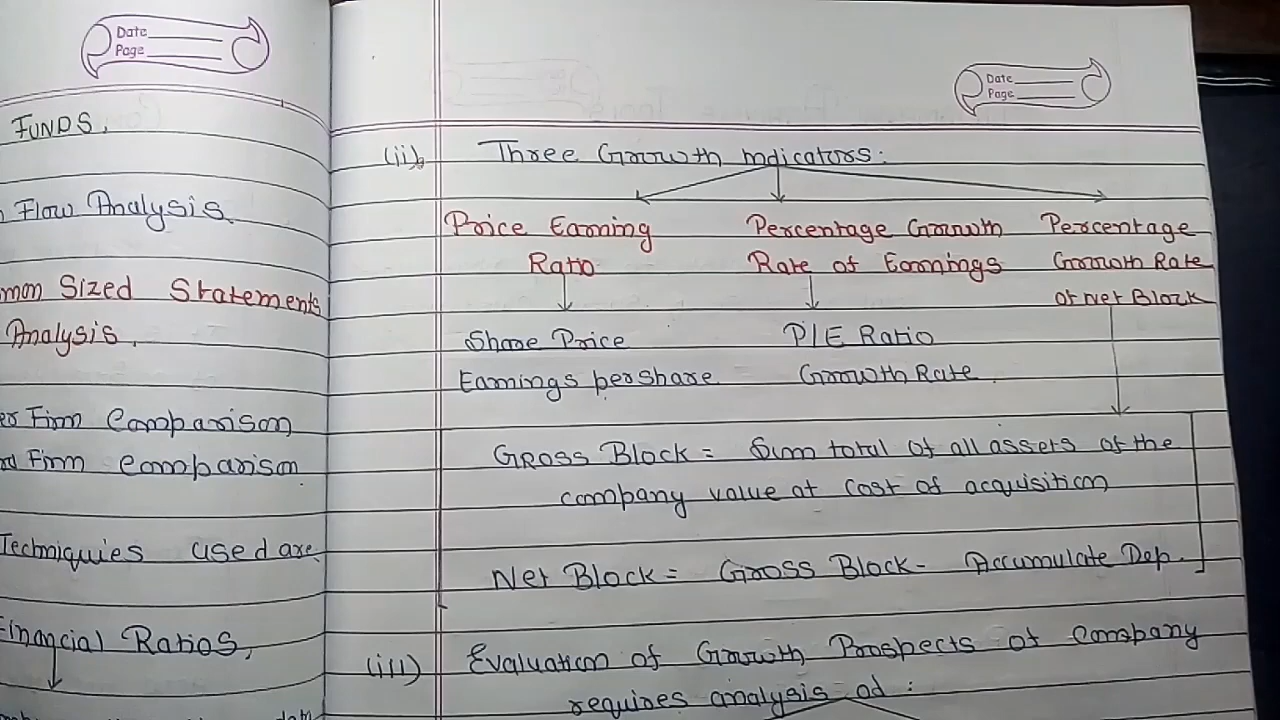 Date
Page
FUNDS,
Flow Analysis.
mon Sized Statements
Analysis.
Firm Comparison
Firm comparison
Techniquies used are
Financial Ratios,
Date
Page
(ii). Three Growth indicators:
Price Earning Percentage Growth Percentage
Ratio Rate of Earnings Growth Rate
of Net Block
Share Price P/E Ratio
Earnings per share Growth Rate
Gross Block = Sum total of all assets of the
company value at cost of acquisition
Net Block = Gross Block - Accumulate Dep.
(iii) Evaluation of Growth Prospects of company
requires analysis od :